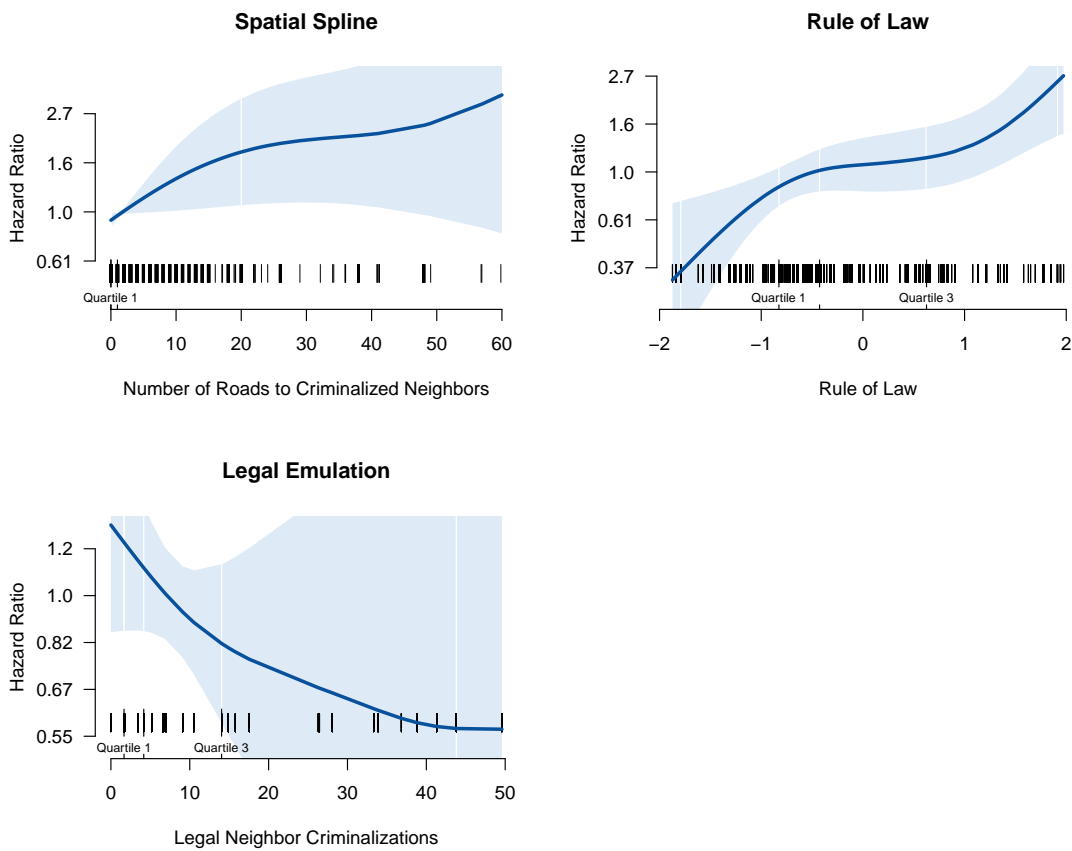 Spatial Spline
Hazard Ratio
2.7
1.6
1.0
0.61
Quartile 1
0 10 20 30 40 50 60
Number of Roads to Criminalized Neighbors
Rule of Law
Hazard Ratio
2.7
1.6
1.0
0.61
0.37
Quartile 1 Quartile 3
−2 −1 0 1 2
Rule of Law
Legal Emulation
Hazard Ratio
1.2
1.0
0.82
0.67
0.55
Quartile 1 Quartile 3
0 10 20 30 40 50
Legal Neighbor Criminalizations